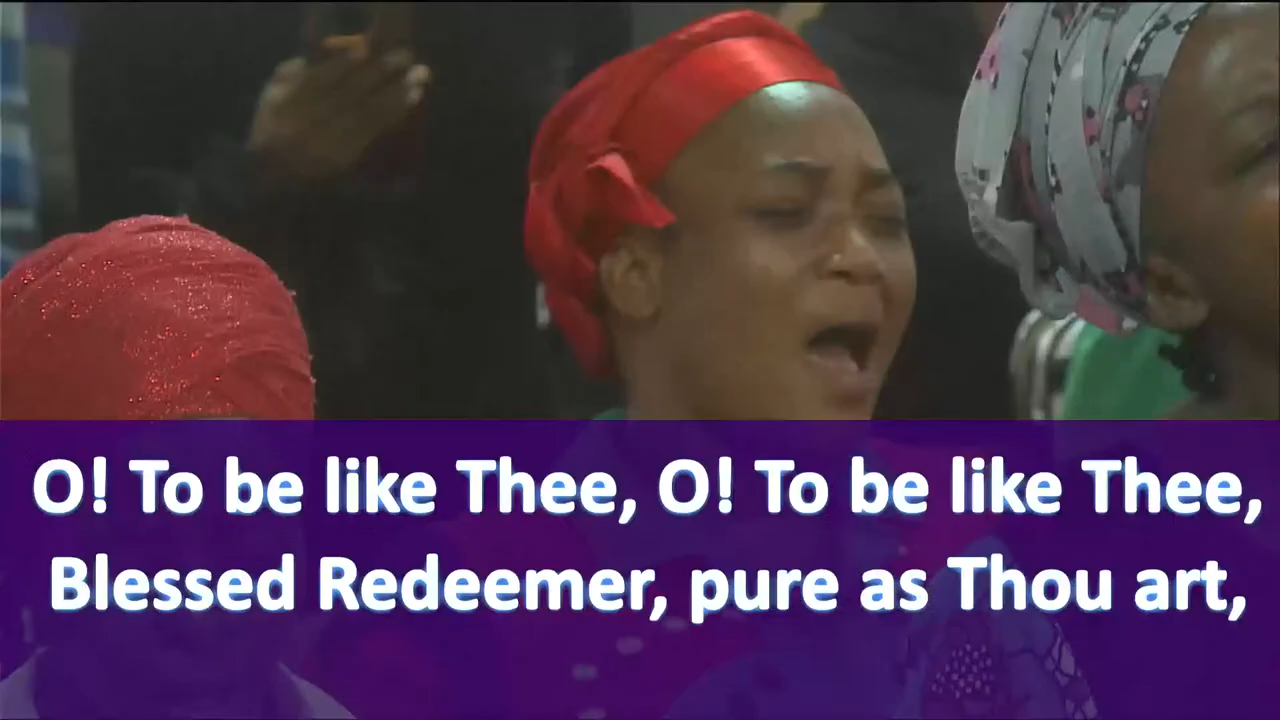 O! To be like Thee, O! To be like Thee,
Blessed Redeemer, pure as Thou art,